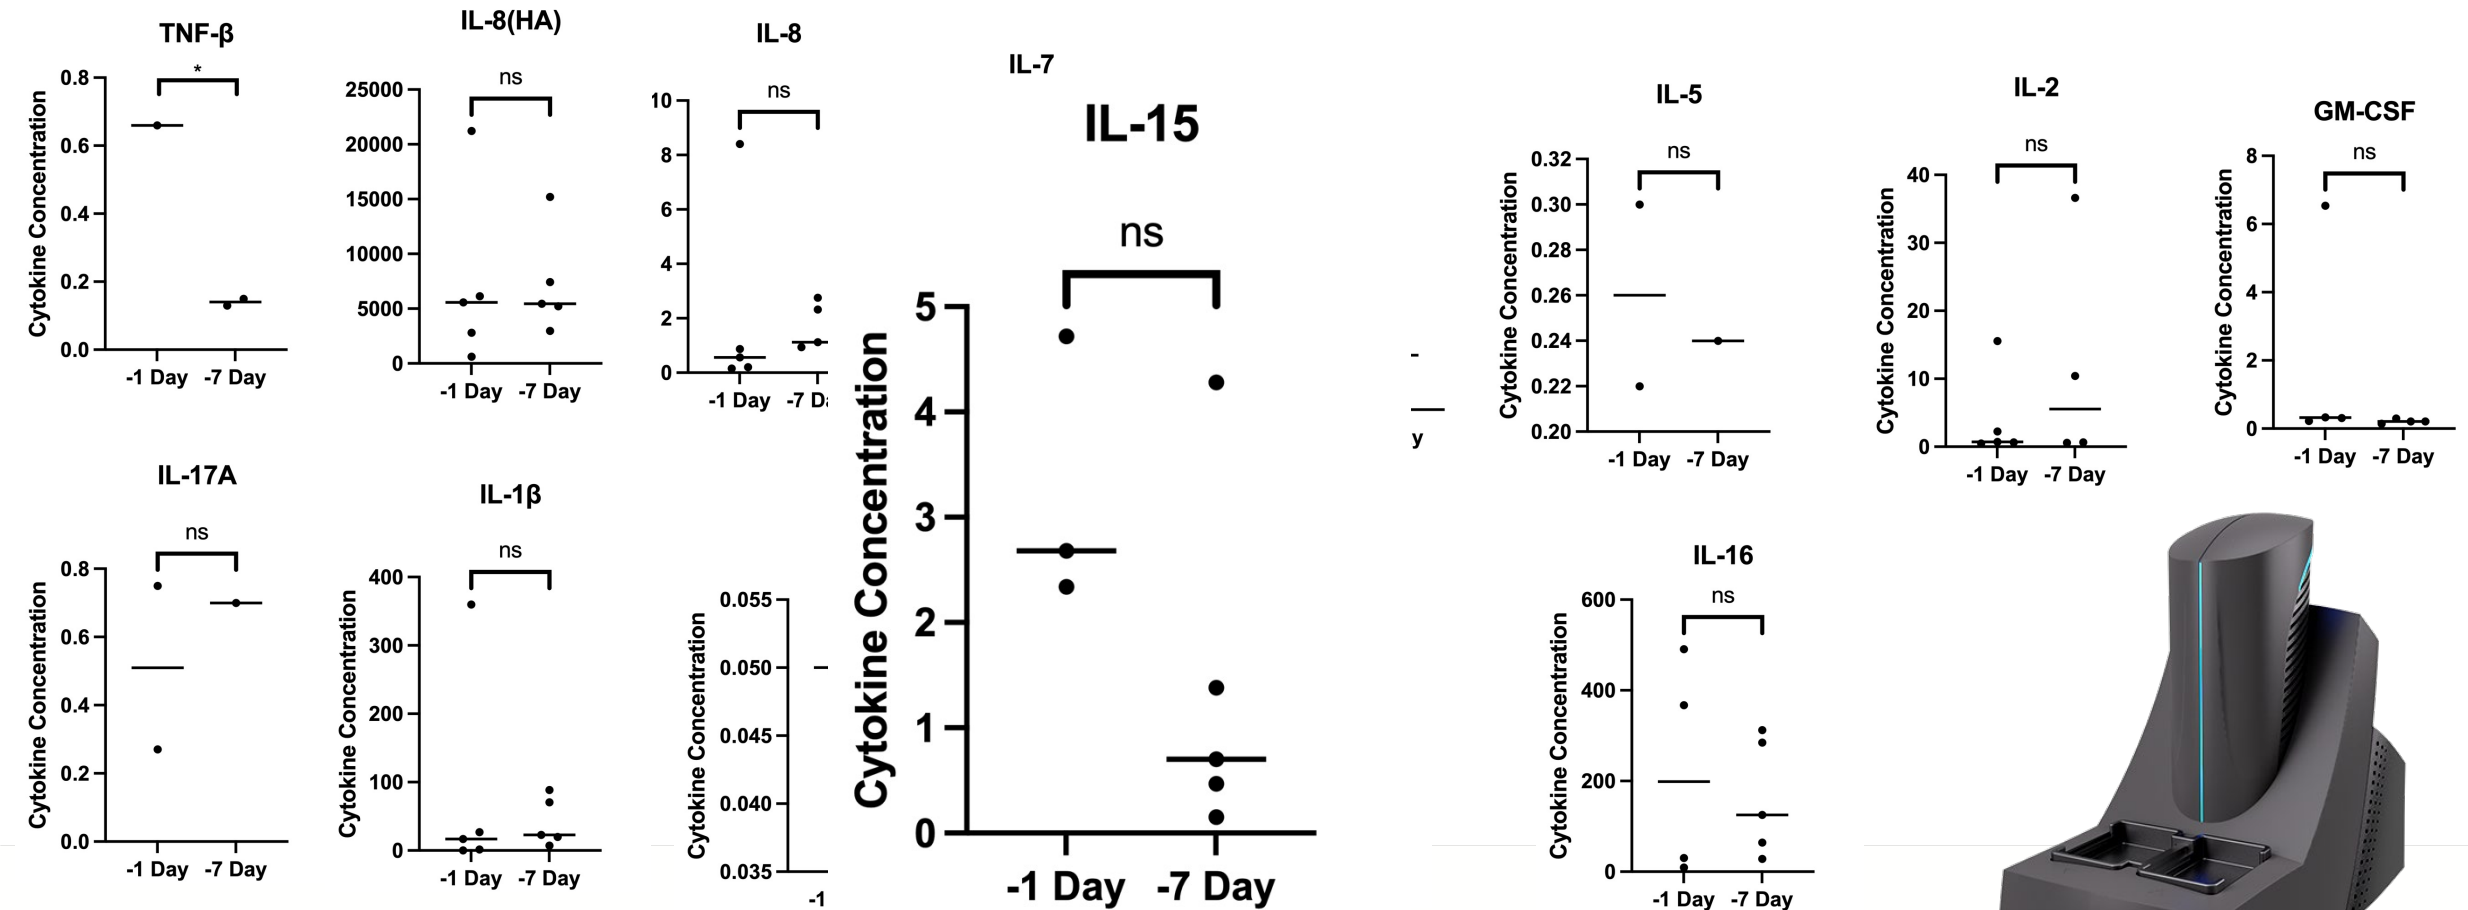 TNF-β
*
Cytokine Concentration
0.8
0.6
0.4
0.2
0.0
-1 Day -7 Day
IL-8(HA)
ns
25000
20000
15000
10000
5000
0
-1 Day -7 Day
IL-8
ns
10
8
6
4
2
0
-1 Day -7 Da
IL-7
IL-15
ns
Cytokine Concentration
5
4
3
2
1
0
-1 Day -7 Day
y
IL-5
ns
Cytokine Concentration
0.32
0.30
0.28
0.26
0.24
0.22
0.20
-1 Day -7 Day
IL-2
ns
Cytokine Concentration
40
30
20
10
0
-1 Day -7 Day
GM-CSF
ns
Cytokine Concentration
8
6
4
2
0
-1 Day -7 Day
IL-17A
ns
Cytokine Concentration
0.8
0.6
0.4
0.2
0.0
-1 Day -7 Day
IL-1β
ns
Cytokine Concentration
400
300
200
100
0
-1 Day -7 Day
Cytokine Concentration
0.055
0.050
0.045
0.040
0.035
-1
IL-16
ns
Cytokine Concentration
600
400
200
0
-1 Day -7 Day